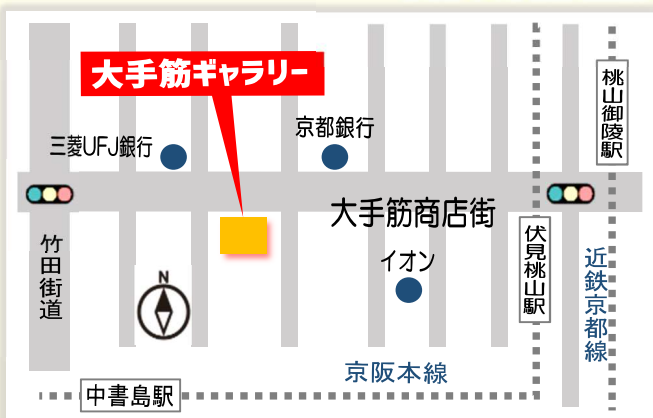 大手筋ギャラリー
桃山御陵駅
京都銀行
三菱UFJ銀行
大手筋商店街
竹田街道
伏見桃山駅
イオン
近鉄京都線
N
京阪本線
中書島駅